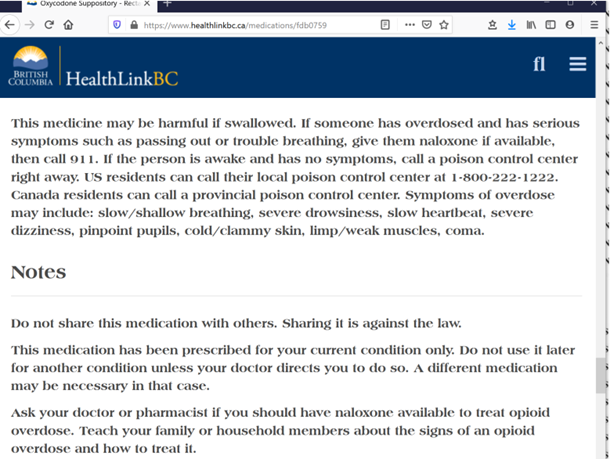 Oxycodone Suppository - Recta
https://www.healthlinkbc.ca/medications/fdb0759
BRITISH
COLUMBIA
HealthLinkBC
This medicine may be harmful if swallowed. If someone has overdosed and has serious
symptoms such as passing out or trouble breathing, give them naloxone if available,
then call 911. If the person is awake and has no symptoms, call a poison control center
right away. US residents can call their local poison control center at 1-800-222-1222.
Canada residents can call a provincial poison control center. Symptoms of overdose
may include: slow/shallow breathing, severe drowsiness, slow heartbeat, severe
dizziness, pinpoint pupils, cold/clammy skin, limp/weak muscles, coma.
Notes
Do not share this medication with others. Sharing it is against the law.
This medication has been prescribed for your current condition only. Do not use it later
for another condition unless your doctor directs you to do so. A different medication
may be necessary in that case.
Ask your doctor or pharmacist if you should have naloxone available to treat opioid
overdose. Teach your family or household members about the signs of an opioid
overdose and how to treat it.